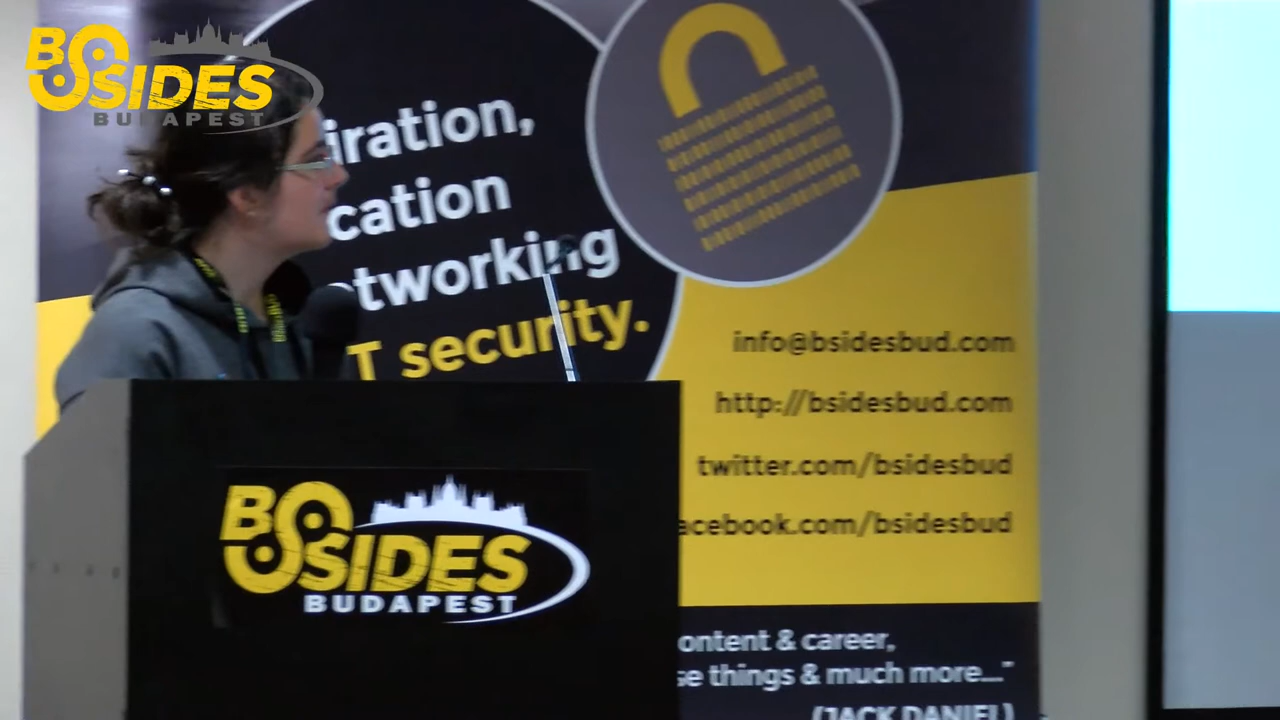 BSIDES
BUDAPEST
iration,
cation
tworking
T security.
info@bsidesbud.com
http://bsidesbud.com
twitter.com/bsidesbud
acebook.com/bsidesbud
BSIDES
BUDAPEST
ontent & career,
se things & much more..."
(JACK DANIEL)